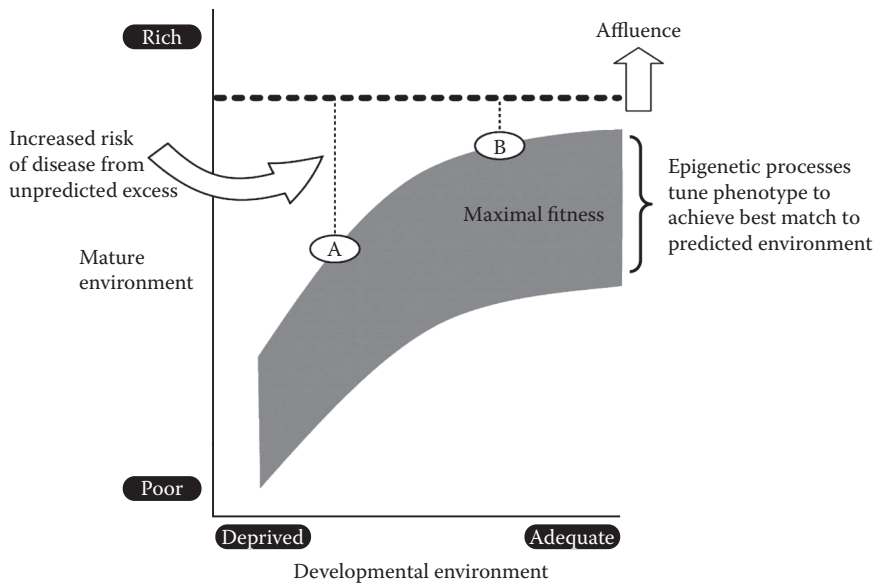 Rich
Affluence
Increased risk
of disease from
unpredicted excess
B
Epigenetic processes
tune phenotype to
achieve best match to
predicted environment
Maximal fitness
A
Mature
environment
Poor
Deprived
Adequate
Developmental environment